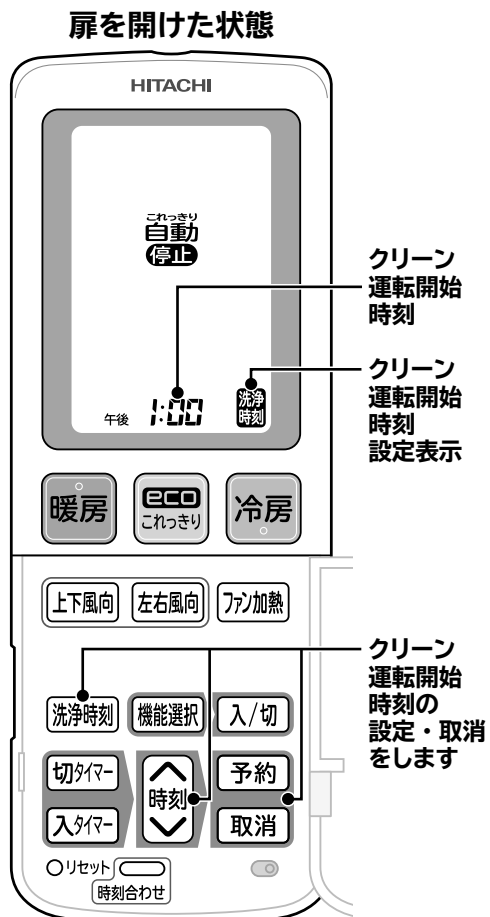 扉を開けた状態
HITACHI
これっきり
自動
停止
クリーン
運転開始
時刻
クリーン
運転開始
時刻
設定表示
午後 1:00 洗浄
時刻
暖房
eco
これっきり
冷房
上下風向 左右風向 ファン加熱
クリーン
運転開始
時刻の
設定・取消
をします
洗浄時刻 機能選択 入/切
切タイマー 時刻 予約
入タイマー 取消
リセット
時刻合わせ